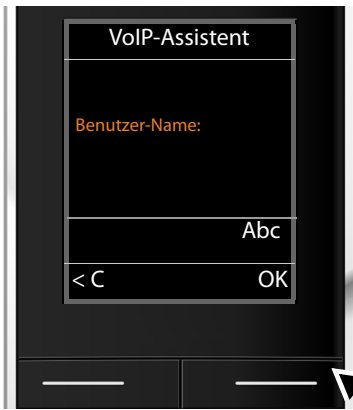 VoIP-Assistent
Benutzer-Name:
Abc
< C OK